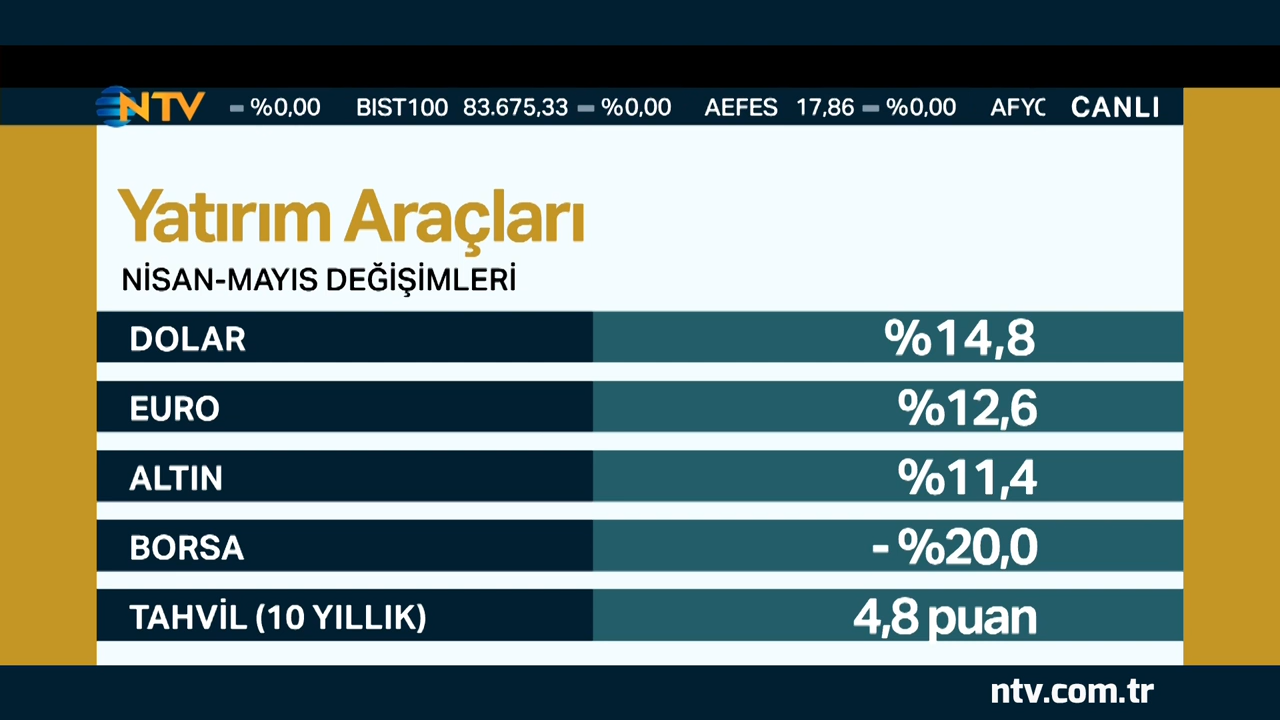 NTV %0,00 BIST100 83.675,33 %0,00 AEFES 17,86 %0,00 AFYC CANLI
Yatırım Araçları
NİSAN-MAYIS DEĞİŞİMLERİ
DOLAR %14,8
EURO %12,6
ALTIN %11,4
BORSA - %20,0
TAHVİL (10 YILLIK) 4,8 puan
ntv.com.tr